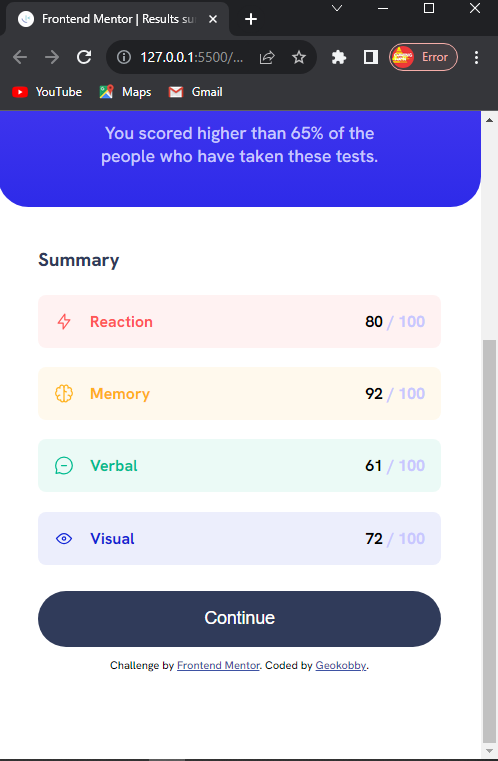 Frontend Mentor | Results su
127.0.0.1:5500/...
Error
YouTube
Maps
Gmail
You scored higher than 65% of the
people who have taken these tests.
Summary
Reaction 80 / 100
Memory 92 / 100
Verbal 61 / 100
Visual 72 / 100
Continue
Challenge by Frontend Mentor. Coded by Geokobby.